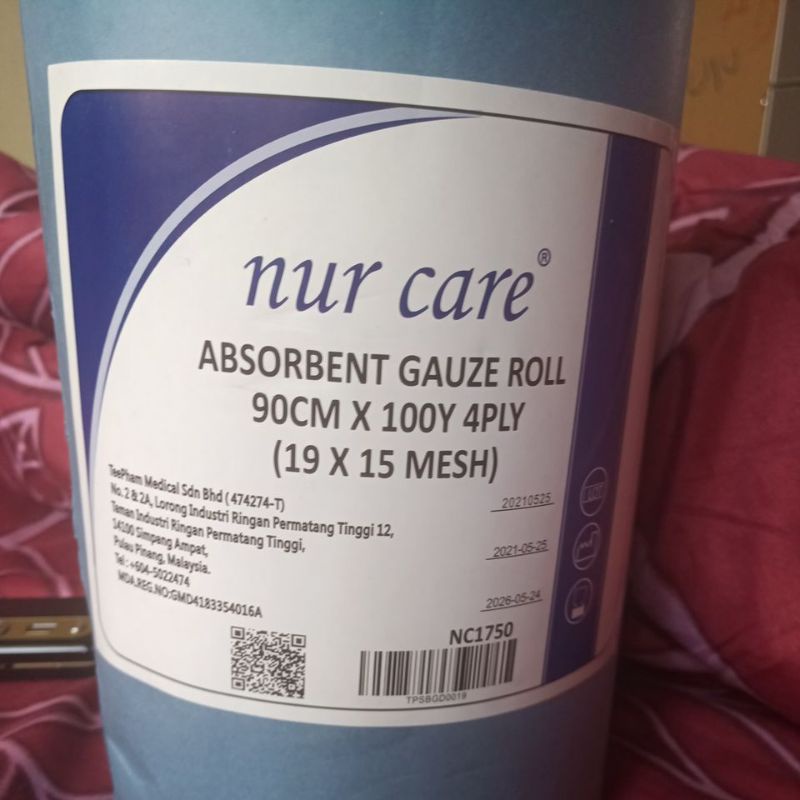 nur care®
ABSORBENT GAUZE ROLL
90CM X 100Y 4PLY
(19 X 15 MESH)
TeePham Medical Sdn Bhd ( 474274-T)
No. 2 & 2A, Lorong Industri Ringan Permatang Tinggi 12,
Taman Industri Ringan Permatang Tinggi,
14100 Simpang Ampat,
Pulau Pinang, Malaysia.
Tel : +604-5022474
MDA.REG.NO:GMD4183354016A
20210525
LOT
2021-05-25
2026-05-24
NC1750
TPSBGD0019